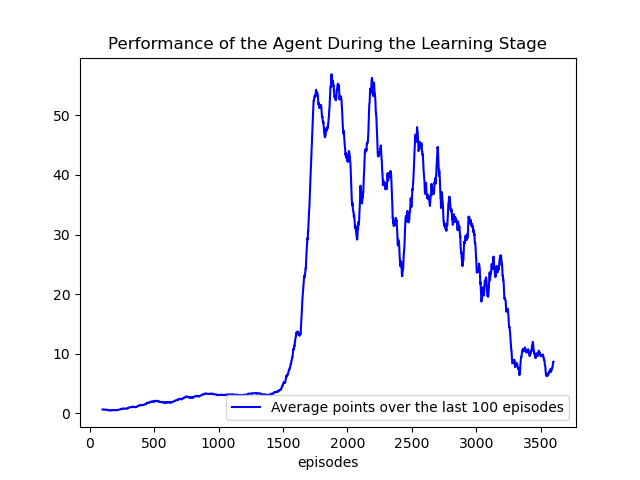 Performance of the Agent During the Learning Stage
50
40
30
20
10
0
Average points over the last 100 episodes
0 500 1000 1500 2000 2500 3000 3500
episodes